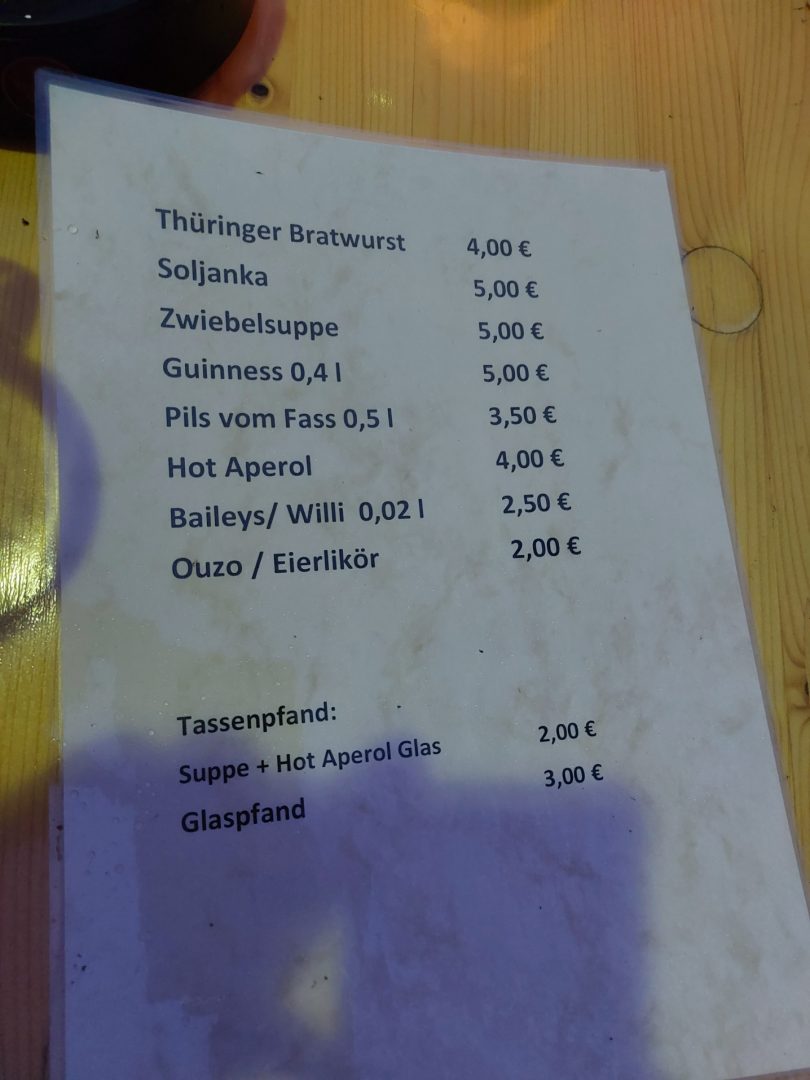 Thüringer Bratwurst 4,00 €
Soljanka 5,00 €
Zwiebelsuppe 5,00 €
Guinness 0,4 l 5,00 €
Pils vom Fass 0,5 l 3,50 €
Hot Aperol 4,00 €
Baileys/ Willi 0,02 l 2,50 €
Ouzo / Eierlikör 2,00 €
Tassenpfand:
Suppe + Hot Aperol Glas 2,00 €
Glaspfand 3,00 €